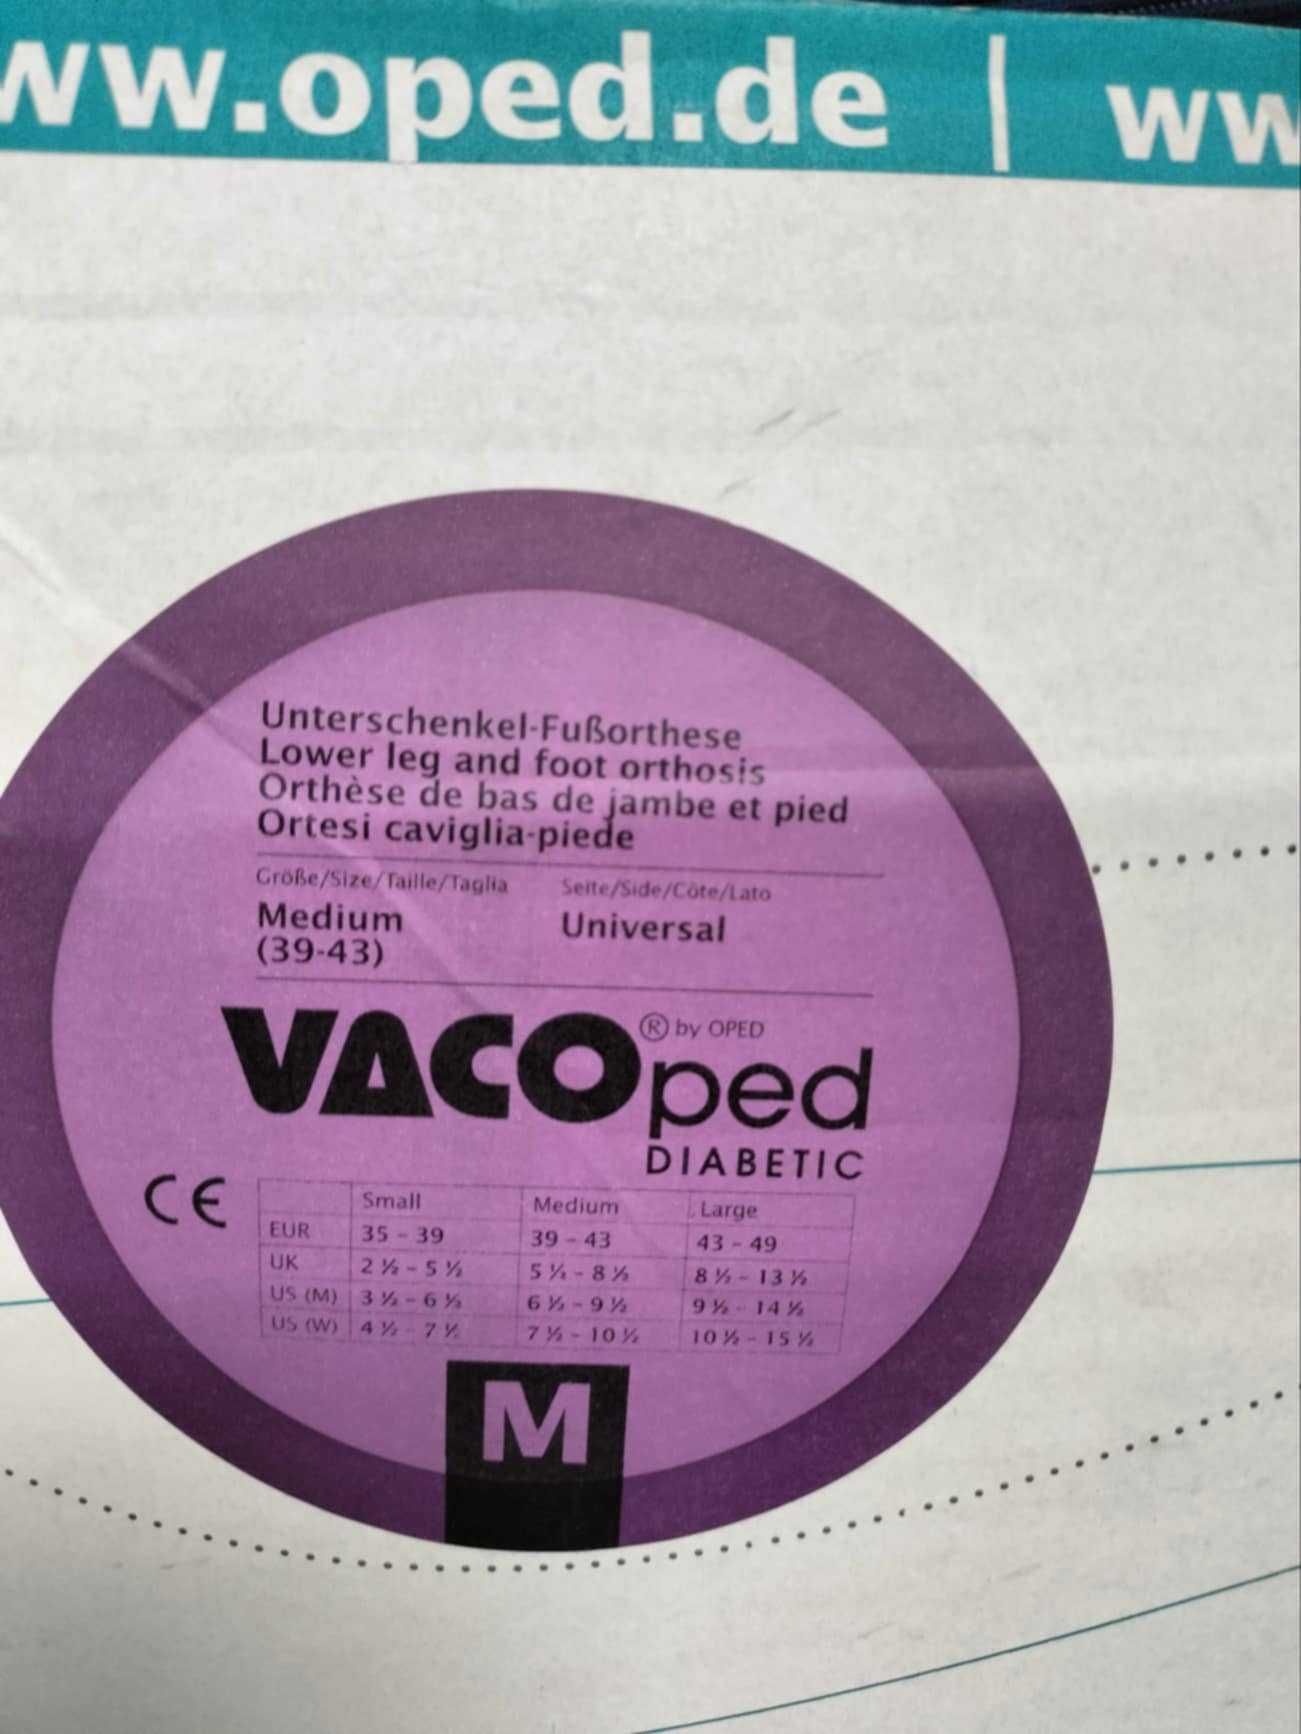 ww.oped.de | ww
Unterschenkel-Fußorthese
Lower leg and foot orthosis
Orthèse de bas de jambe et pied
Ortesi caviglia-piede
Größe/Size/Taille/Taglia Seite/Side/Côte/Lato
Medium Universal
(39-43)
VACOped ® by OPED
DIABETIC
CE
Small Medium Large
EUR 35 - 39 39 - 43 43 - 49
UK 2 ½ - 5 ½ 5 ½ - 8 ½ 8 ½ - 13 ½
US (M) 3 ½ - 6 ½ 6 ½ - 9 ½ 9 ½ - 14 ½
US (W) 4 ½ - 7 ½ 7 ½ - 10 ½ 10 ½ - 15 ½
M